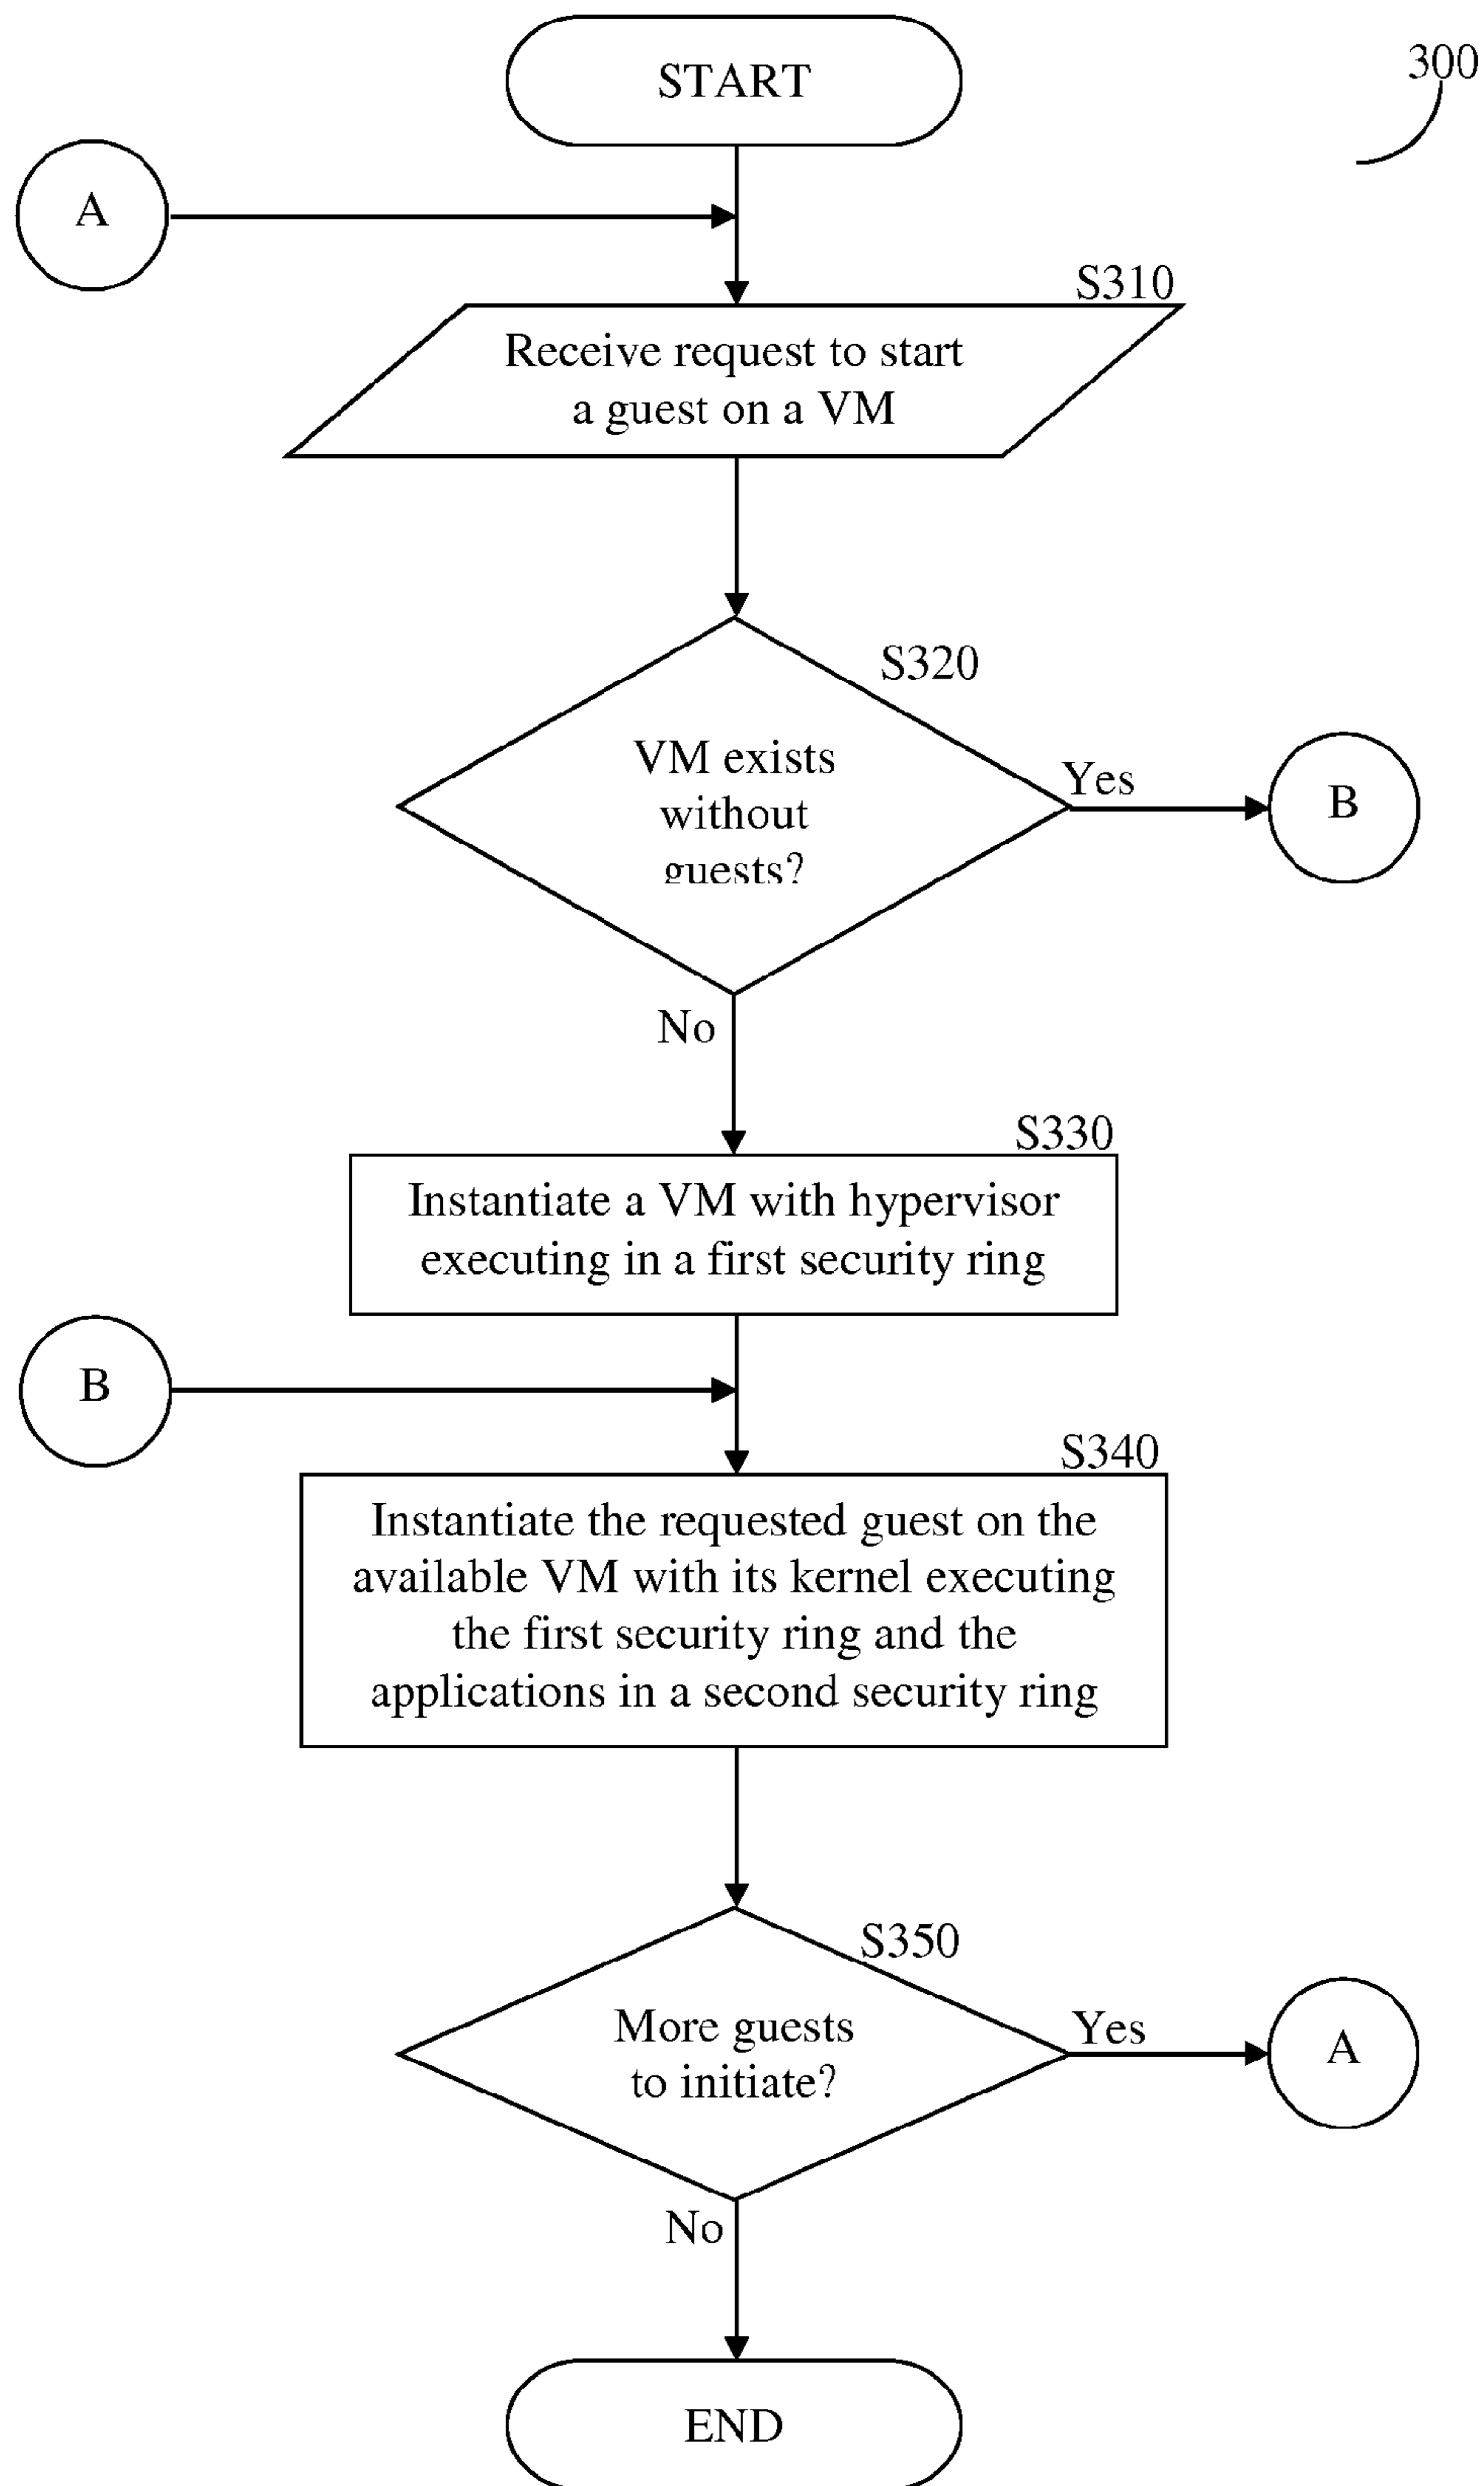 START
300
A
S310
Receive request to start
a guest on a VM
S320
VM exists
without
guests?
Yes
B
No
S330
Instantiate a VM with hypervisor
executing in a first security ring
B
S340
Instantiate the requested guest on the
available VM with its kernel executing
the first security ring and the
applications in a second security ring
S350
More guests
to initiate?
Yes
A
No
END